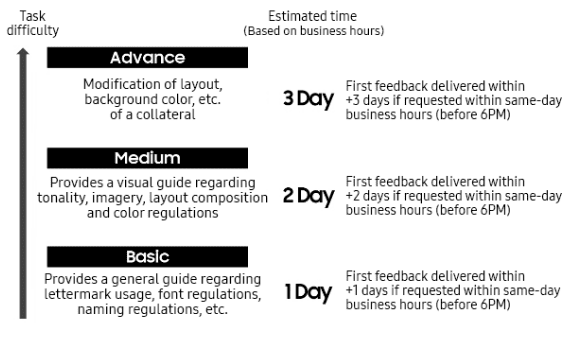 Task
difficulty
Estimated time
(Based on business hours)
Advance
Modification of layout,
background color, etc.
of a collateral
3 Day
First feedback delivered within
+3 days if requested within same-day
business hours (before 6PM)
Medium
Provides a visual guide regarding
tonality, imagery, layout composition
and color regulations
2 Day
First feedback delivered within
+2 days if requested within same-day
business hours (before 6PM)
Basic
Provides a general guide regarding
lettermark usage, font regulations,
naming regulations, etc.
1 Day
First feedback delivered within
+1 days if requested within same-day
business hours (before 6PM)